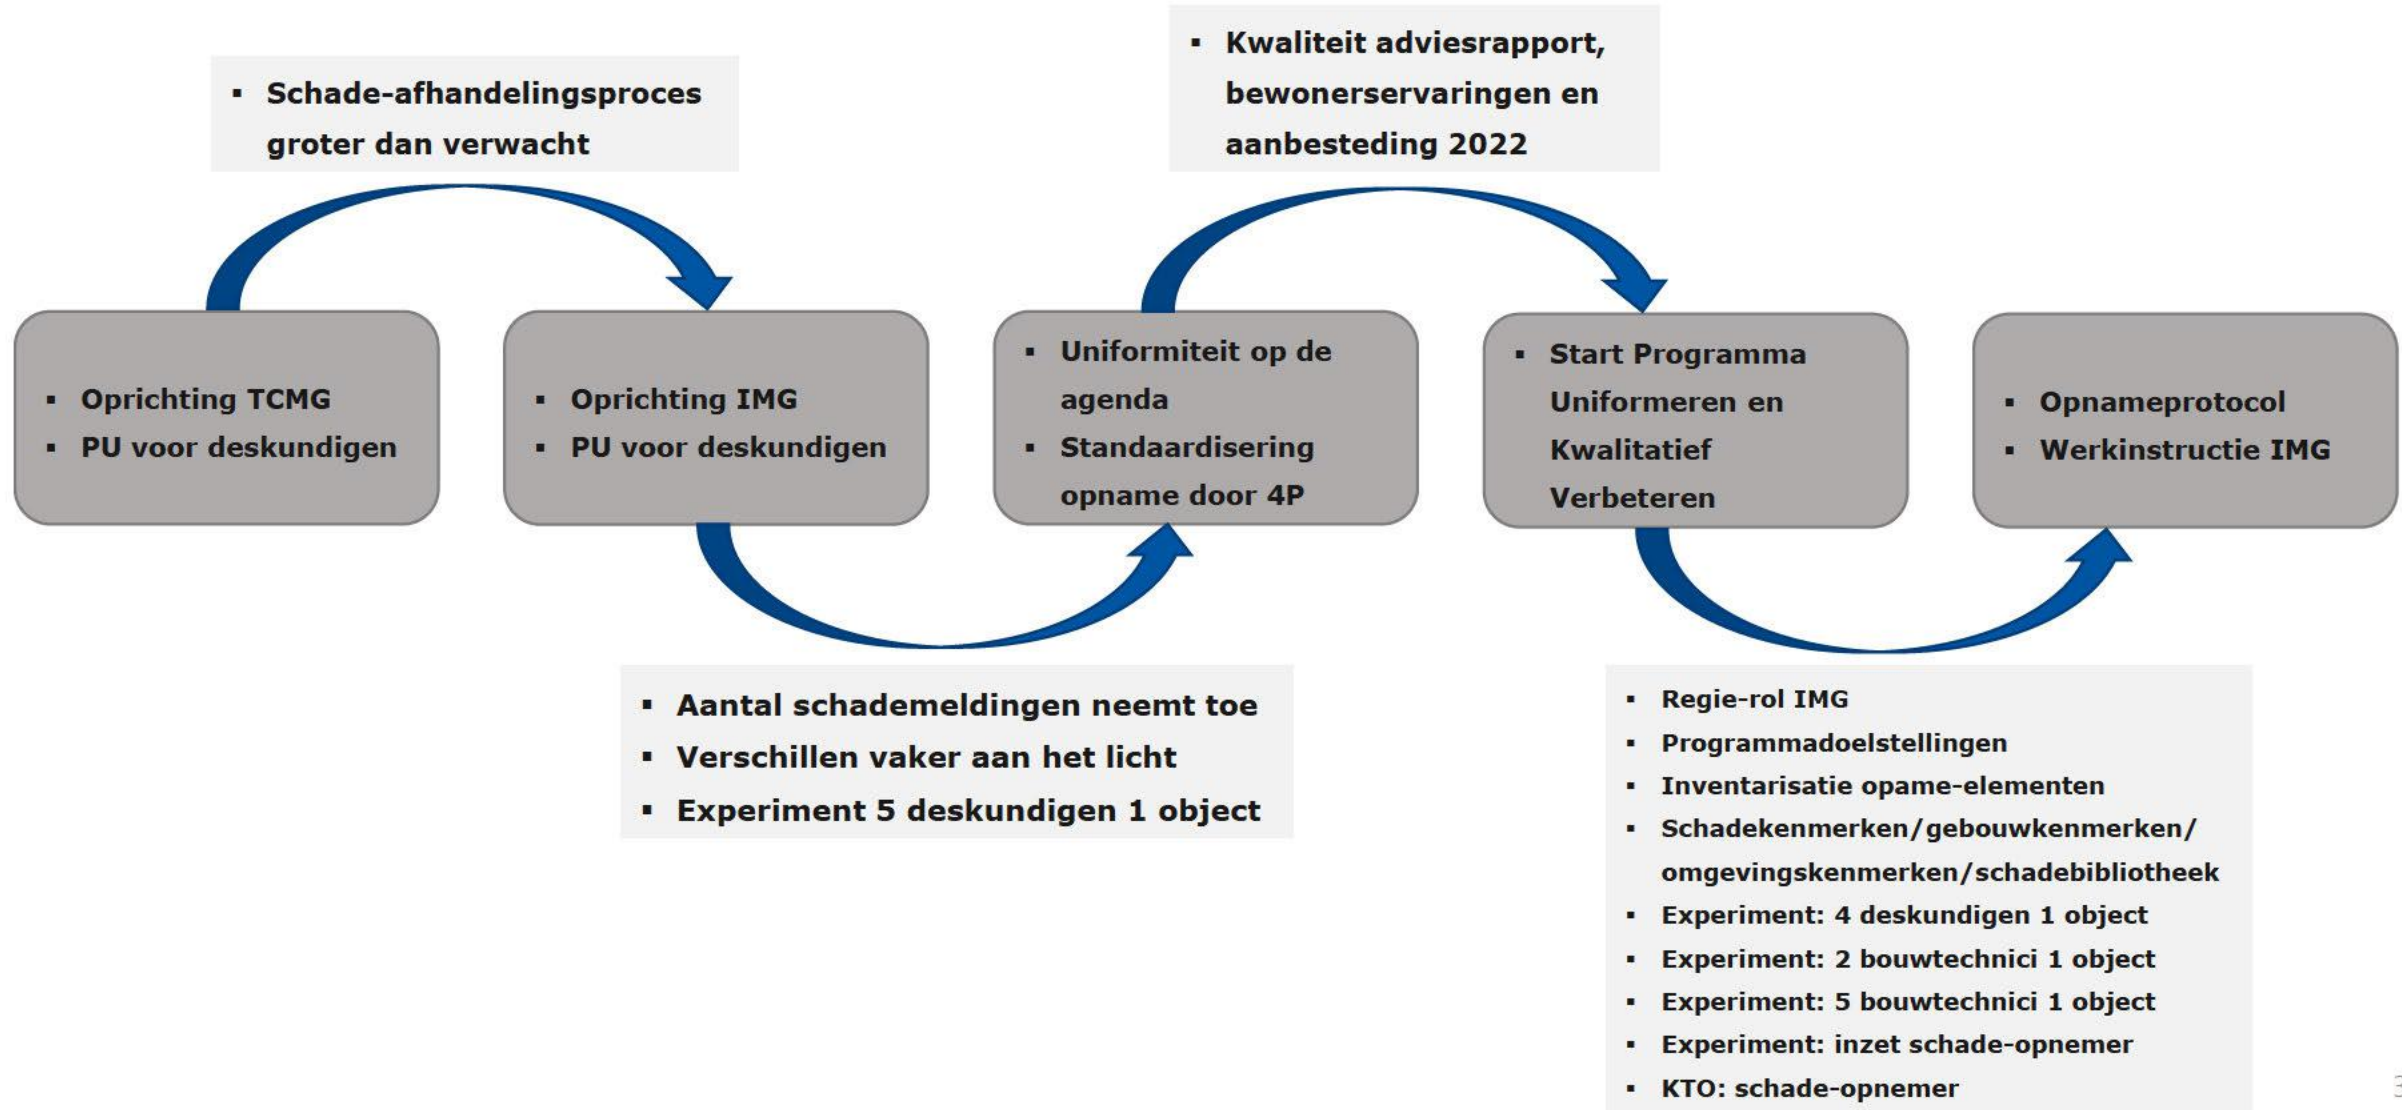 ▪ Schade-afhandelingsproces
groter dan verwacht
▪ Kwaliteit adviesrapport,
bewonerservaringen en
aanbesteding 2022
▪ Oprichting TCMG
▪ PU voor deskundigen
▪ Oprichting IMG
▪ PU voor deskundigen
▪ Uniformiteit op de
agenda
▪ Standaardisering
opname door 4P
▪ Start Programma
Uniformeren en
Kwalitatief
Verbeteren
▪ Opnameprotocol
▪ Werkinstructie IMG
▪ Aantal schademeldingen neemt toe
▪ Verschillen vaker aan het licht
▪ Experiment 5 deskundigen 1 object
▪ Regie-rol IMG
▪ Programmadoelstellingen
▪ Inventarisatie opame-elementen
▪ Schadekenmerken/gebouwkenmerken/
omgevingskenmerken/schadebibliotheek
▪ Experiment: 4 deskundigen 1 object
▪ Experiment: 2 bouwtechnici 1 object
▪ Experiment: 5 bouwtechnici 1 object
▪ Experiment: inzet schade-opnemer
▪ KTO: schade-opnemer